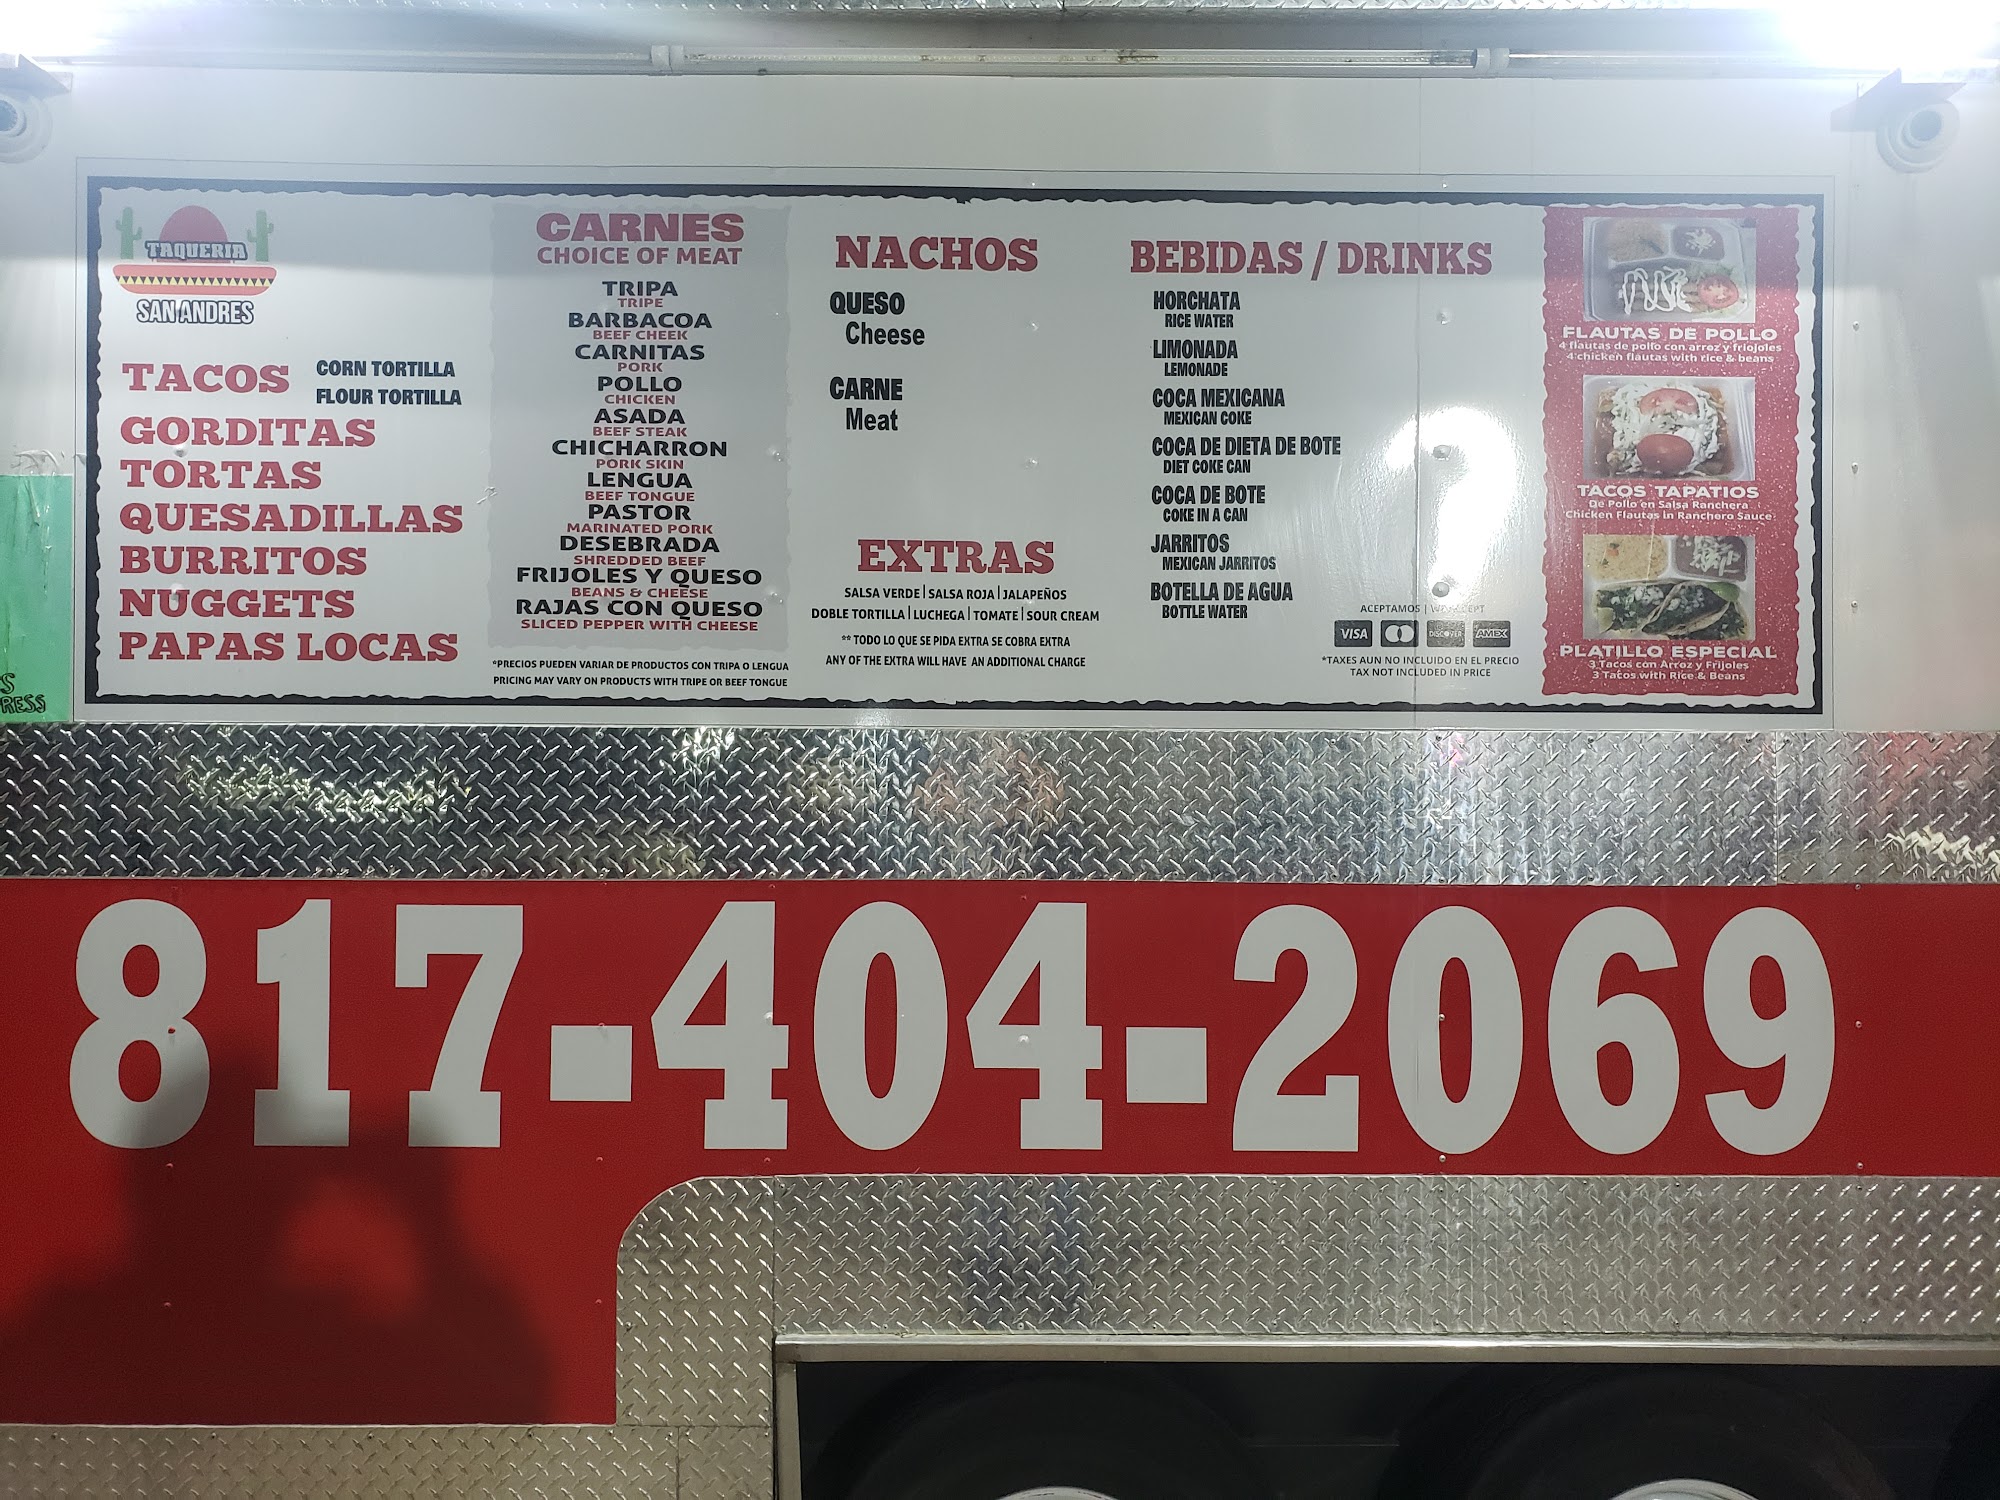 TAQUERIA
SAN ANDRES
TACOS
CORN TORTILLA
FLOUR TORTILLA
GORDITAS
TORTAS
QUESADILLAS
BURRITOS
NUGGETS
PAPAS LOCAS
CARNES
CHOICE OF MEAT
TRIPA
TRIPE
BARBACOA
BEEF CHEEK
CARNITAS
PORK
POLLO
CHICKEN
ASADA
BEEF STEAK
CHICHARRON
PORK SKIN
LENGUA
BEEF TONGUE
PASTOR
MARINATED PORK
DESEBRADA
SHREDDED BEEF
FRIJOLES Y QUESO
BEANS & CHEESE
RAJAS CON QUESO
SLICED PEPPER WITH CHEESE
*PRECIOS PUEDEN VARIAR DE PRODUCTOS CON TRIPA O LENGUA
PRICING MAY VARY ON PRODUCTS WITH TRIPE OR BEEF TONGUE
NACHOS
QUESO
Cheese
CARNE
Meat
EXTRAS
SALSA VERDE | SALSA ROJA | JALAPEÑOS
DOBLE TORTILLA | LUCHEGA | TOMATE | SOUR CREAM
** TODO LO QUE SE PIDA EXTRA SE COBRA EXTRA
ANY OF THE EXTRA WILL HAVE AN ADDITIONAL CHARGE
BEBIDAS / DRINKS
HORCHATA
RICE WATER
LIMONADA
LEMONADE
COCA MEXICANA
MEXICAN COKE
COCA DE DIETA DE BOTE
DIET COKE CAN
COCA DE BOTE
COKE IN A CAN
JARRITOS
MEXICAN JARRITOS
BOTELLA DE AGUA
BOTTLE WATER
ACEPTAMOS | WE ACCEPT
VISA DISCOVER AMEX
*TAXES AUN NO INCLUIDO EN EL PRECIO
TAX NOT INCLUDED IN PRICE
FLAUTAS DE POLLO
4 flautas de pollo con arroz y friojoles
4 chicken flautas with rice & beans
TACOS TAPATIOS
De Pollo en Salsa Ranchera
Chicken Flautas in Ranchero Sauce
PLATILLO ESPECIAL
3 Tacos con Arroz y Frijoles
3 Tacos with Rice & Beans
RESS
817-404-2069